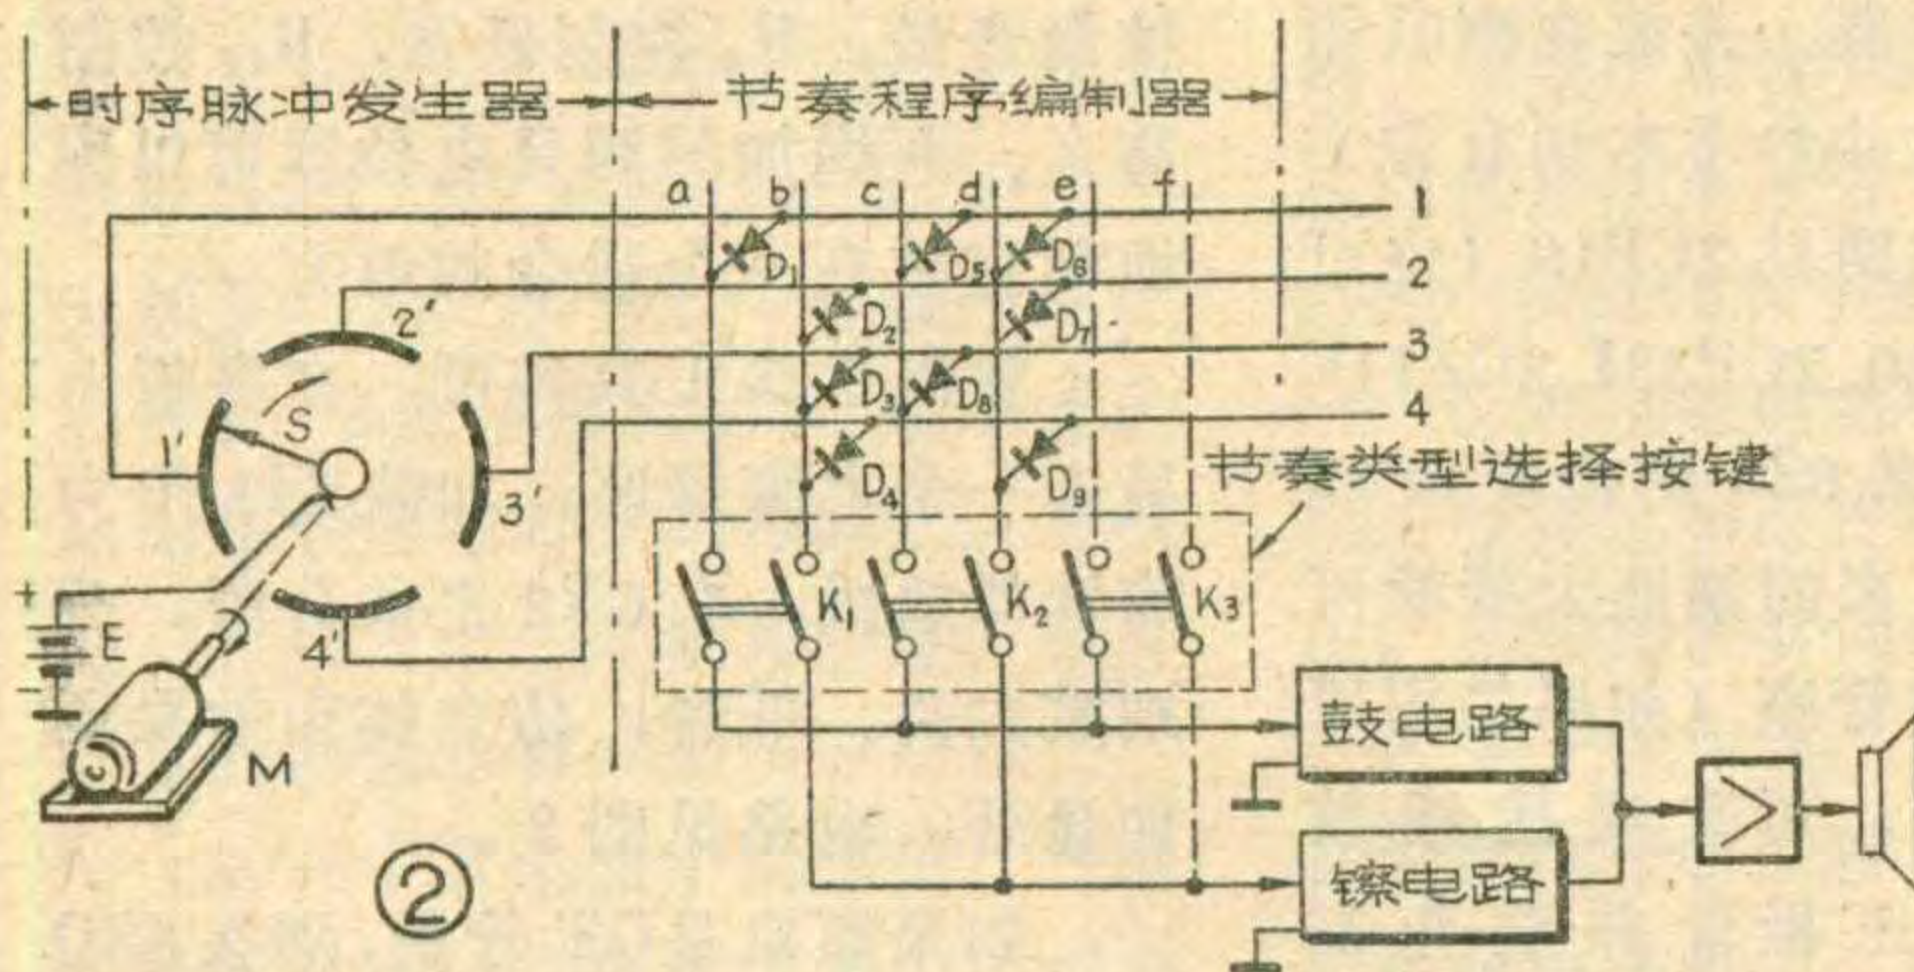 时序脉冲发生器
节奏程序编制器
a b c d e f
1
D₁ D₅ D₆
2
2′
D₂ D₇
3
D₃ D₈
4
S
1′
3′
D₄ D₉
节奏类型选择按键
+
E
-
4′
K₁ K₂ K₃
M
鼓电路
镲电路
②